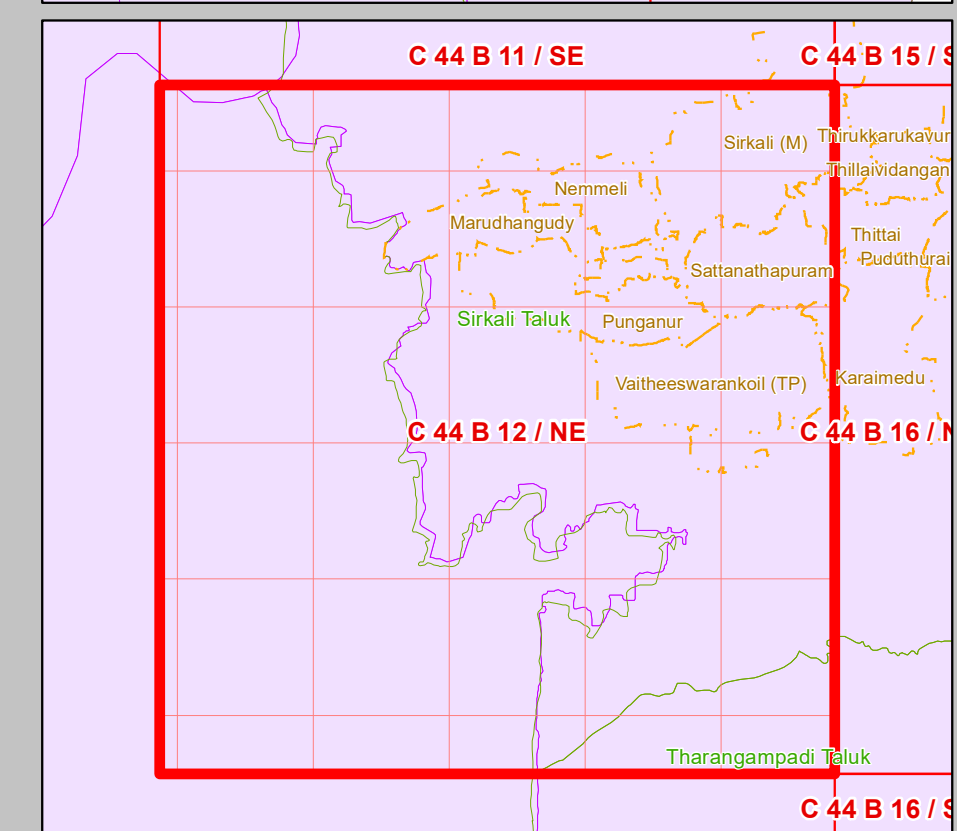 C 44 B 11 / SE
C 44 B 15 / S
Sirkali (M)
Thirukkarukavur
Thillaividangan
Nemmeli
Marudhangudy
Thittai
Puduthurai
Sattanathapuram
Sirkali Taluk
Punganur
Vaitheeswarankoil (TP)
Karaimedu
C 44 B 12 / NE
C 44 B 16 / N
Tharangampadi Taluk
C 44 B 16 / S